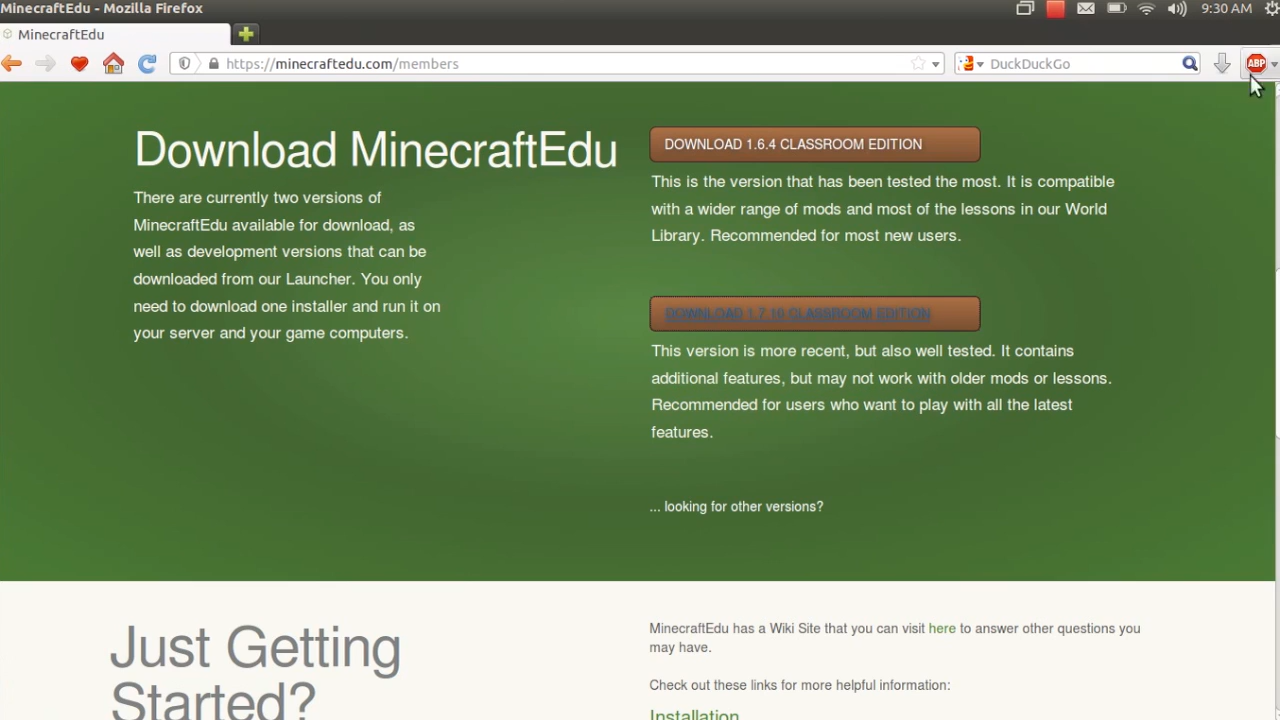 MinecraftEdu - Mozilla Firefox
9:30 AM
MinecraftEdu
https://minecraftedu.com/members
DuckDuckGo
ABP
Download MinecraftEdu
There are currently two versions of
MinecraftEdu available for download, as
well as development versions that can be
downloaded from our Launcher. You only
need to download one installer and run it on
your server and your game computers.
DOWNLOAD 1.6.4 CLASSROOM EDITION
This is the version that has been tested the most. It is compatible
with a wider range of mods and most of the lessons in our World
Library. Recommended for most new users.
DOWNLOAD 1.7.10 CLASSROOM EDITION
This version is more recent, but also well tested. It contains
additional features, but may not work with older mods or lessons.
Recommended for users who want to play with all the latest
features.
... looking for other versions?
Just Getting
Started?
MinecraftEdu has a Wiki Site that you can visit here to answer other questions you
may have.
Check out these links for more helpful information:
Installation